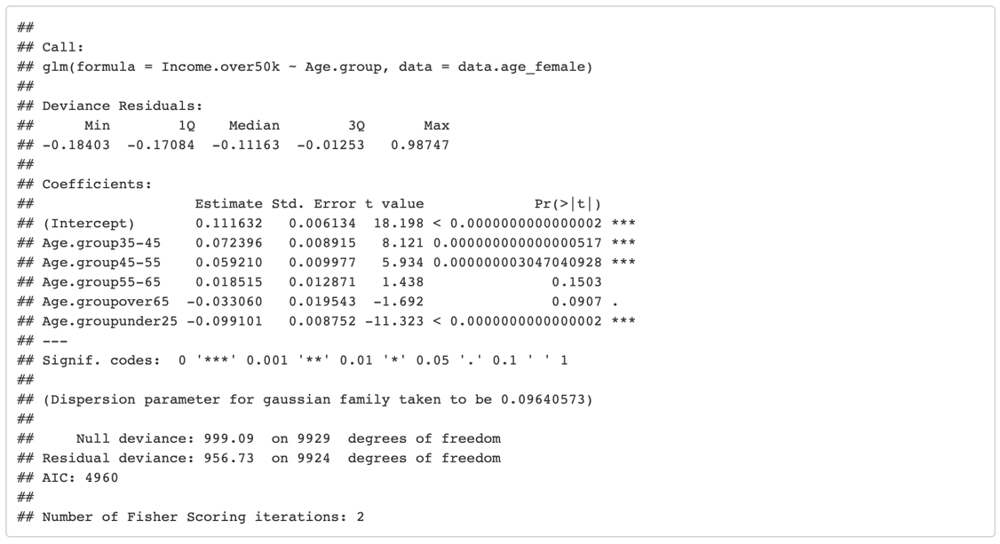 ##
## Call:
## glm(formula = Income.over50k ~ Age.group, data = data.age_female)
##
## Deviance Residuals:
##      Min        1Q    Median        3Q       Max
## -0.18403  -0.17084  -0.11163  -0.01253   0.98747
##
## Coefficients:
##                    Estimate Std. Error t value             Pr(>|t|)
## (Intercept)        0.111632   0.006134  18.198 < 0.0000000000000002 ***
## Age.group35-45     0.072396   0.008915   8.121 0.000000000000000517 ***
## Age.group45-55     0.059210   0.009977   5.934 0.000000003047040928 ***
## Age.group55-65     0.018515   0.012871   1.438               0.1503
## Age.groupover65   -0.033060   0.019543  -1.692               0.0907 .
## Age.groupunder25 -0.099101   0.008752 -11.323 < 0.0000000000000002 ***
## ---
## Signif. codes:  0 '***' 0.001 '**' 0.01 '*' 0.05 '.' 0.1 ' ' 1
##
## (Dispersion parameter for gaussian family taken to be 0.09640573)
##
##     Null deviance: 999.09  on 9929  degrees of freedom
## Residual deviance: 956.73  on 9924  degrees of freedom
## AIC: 4960
##
## Number of Fisher Scoring iterations: 2